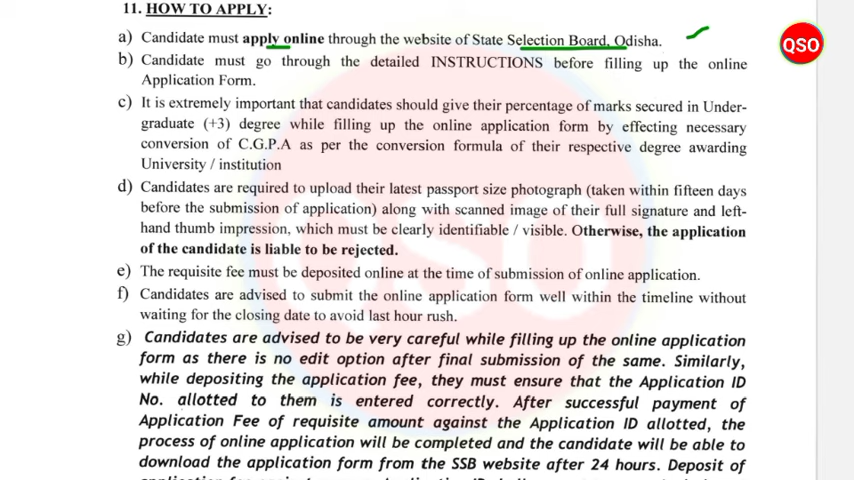 11. HOW TO APPLY:
a) Candidate must apply online through the website of State Selection Board, Odisha.
QSO
b) Candidate must go through the detailed INSTRUCTIONS before filling up the online
Application Form.
c) It is extremely important that candidates should give their percentage of marks secured in Under-
graduate (+3) degree while filling up the online application form by effecting necessary
conversion of C.G.P.A as per the conversion formula of their respective degree awarding
University / institution
d) Candidates are required to upload their latest passport size photograph (taken within fifteen days
before the submission of application) along with scanned image of their full signature and left-
hand thumb impression, which must be clearly identifiable / visible. Otherwise, the application
of the candidate is liable to be rejected.
e) The requisite fee must be deposited online at the time of submission of online application.
f) Candidates are advised to submit the online application form well within the timeline without
waiting for the closing date to avoid last hour rush.
g) Candidates are advised to be very careful while filling up the online application
form as there is no edit option after final submission of the same. Similarly,
while depositing the application fee, they must ensure that the Application ID
No. allotted to them is entered correctly. After successful payment of
Application Fee of requisite amount against the Application ID allotted, the
process of online application will be completed and the candidate will be able to
download the application form from the SSB website after 24 hours. Deposit of